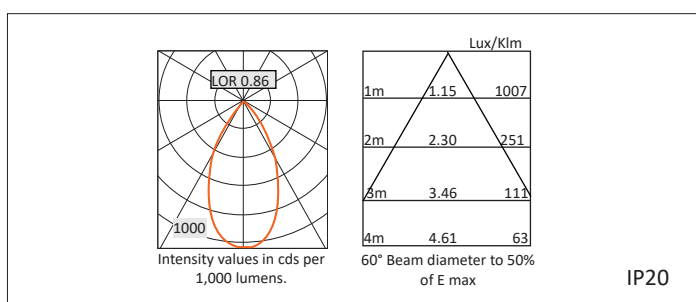 Lux/Klm
LOR 0.86
1m 1.15 1007
2m 2.30 251
3m 3.46 111
1000
4m 4.61 63
Intensity values in cds per
1,000 lumens.
60° Beam diameter to 50%
of E max
IP20